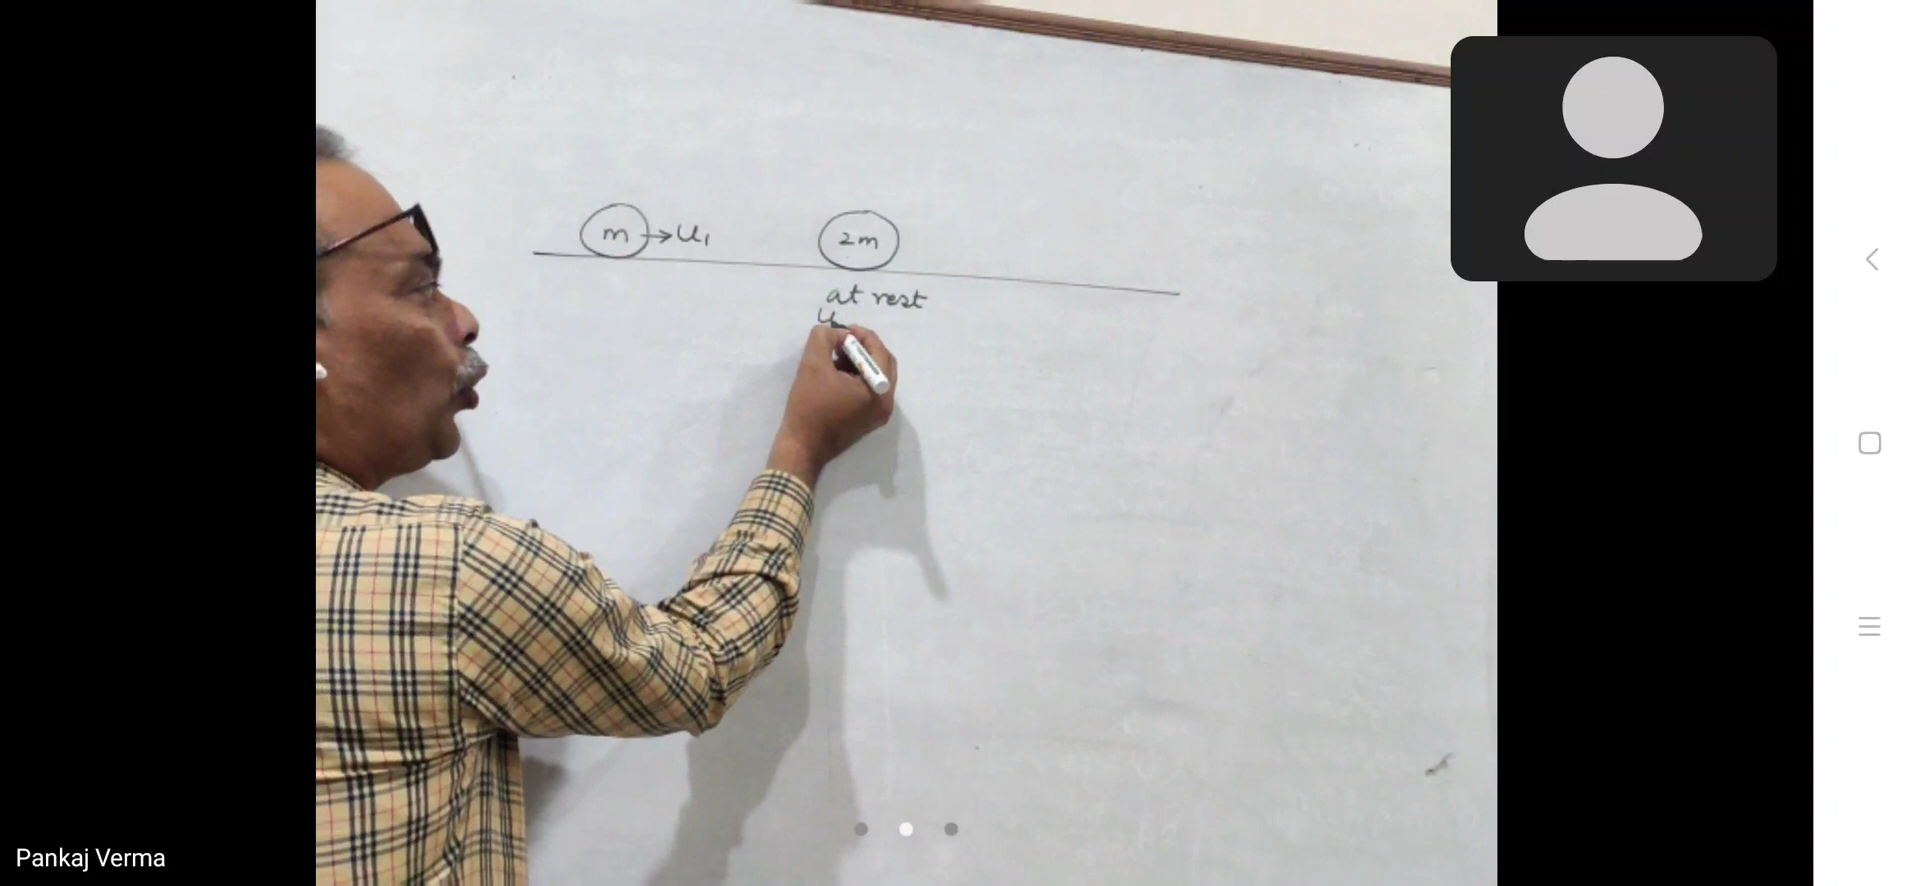 m → u₁
2m
at rest
u
Pankaj Verma